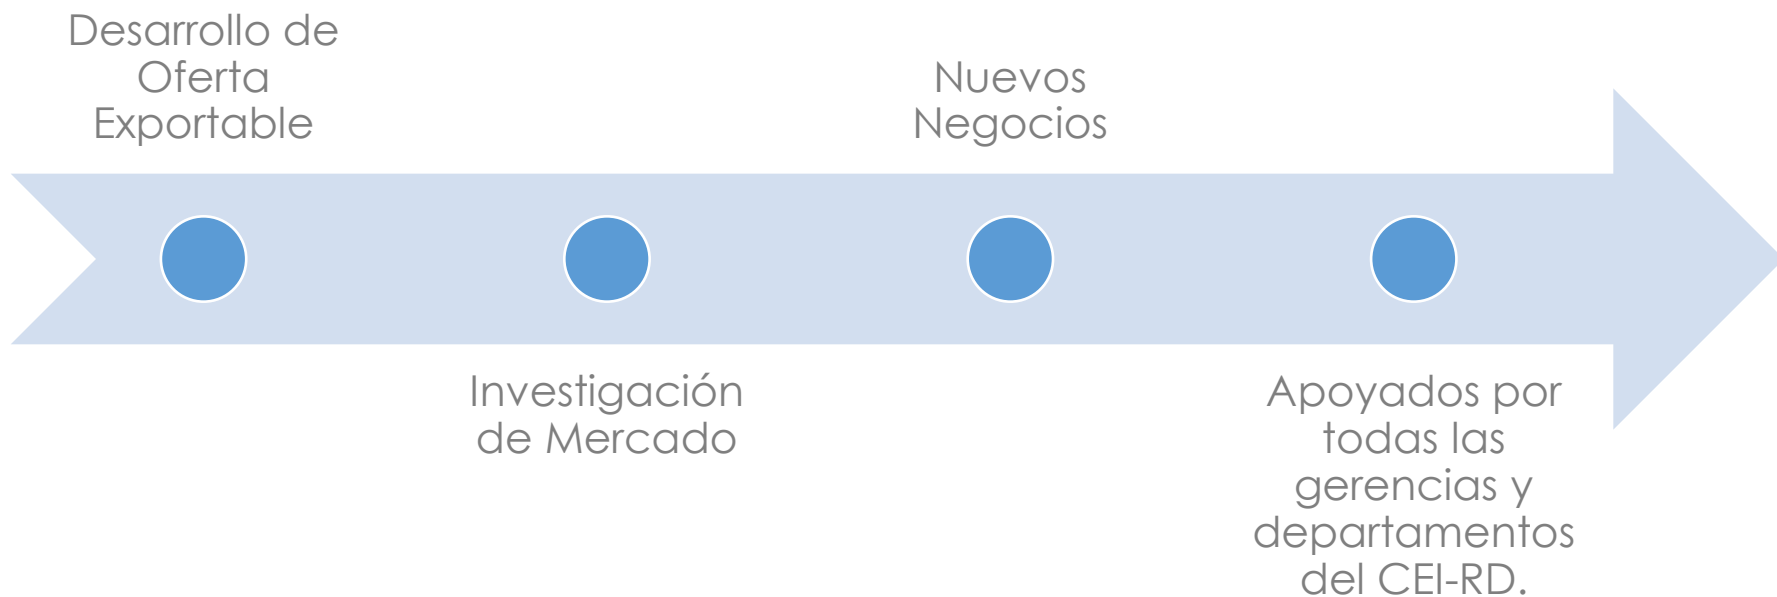 Desarrollo de
Oferta
Exportable
Investigación
de Mercado
Nuevos
Negocios
Apoyados por
todas las
gerencias y
departamentos
del CEI-RD.